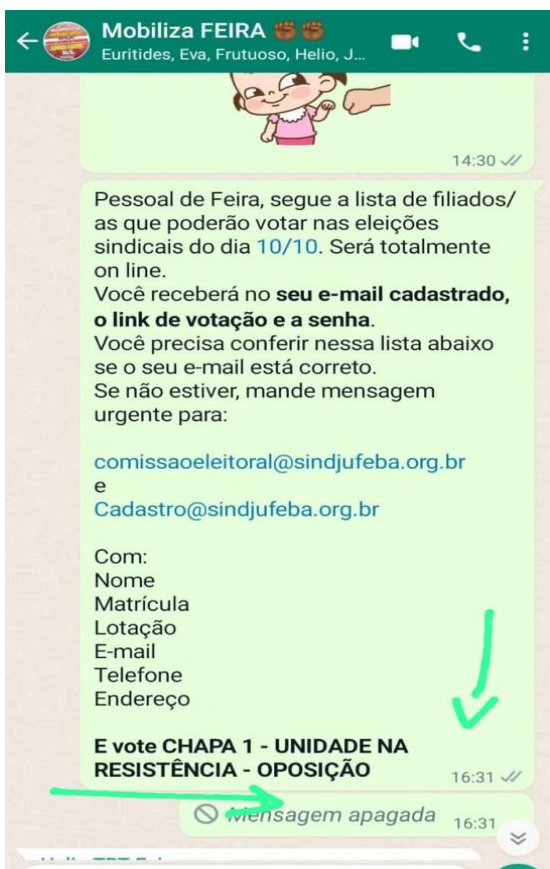 Mobiliza FEIRA ✊🏾✊🏾
Euritides, Eva, Frutuoso, Helio, J...
14:30
Pessoal de Feira, segue a lista de filiados/
as que poderão votar nas eleições
sindicais do dia 10/10. Será totalmente
on line.
Você receberá no seu e-mail cadastrado,
o link de votação e a senha.
Você precisa conferir nessa lista abaixo
se o seu e-mail está correto.
Se não estiver, mande mensagem
urgente para:
comissaoeleitoral@sindjufeba.org.br
e
Cadastro@sindjufeba.org.br
Com:
Nome
Matrícula
Lotação
E-mail
Telefone
Endereço
E vote CHAPA 1 - UNIDADE NA
RESISTÊNCIA - OPOSIÇÃO
16:31
Mensagem apagada 16:31